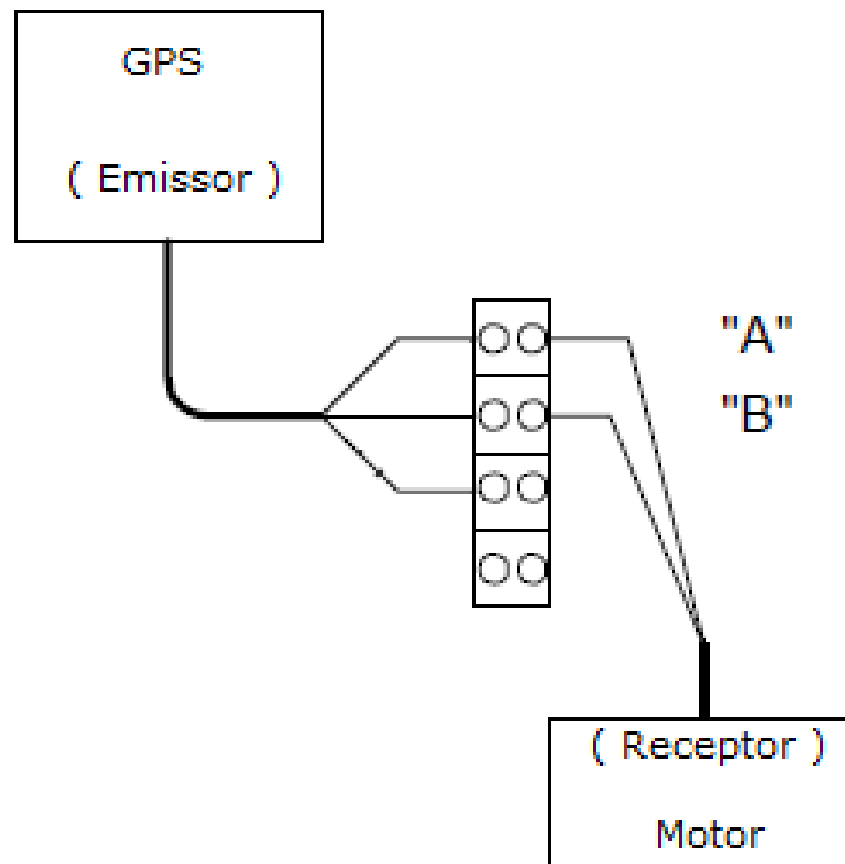 GPS
( Emissor )
"A"
"B"
( Receptor )
Motor